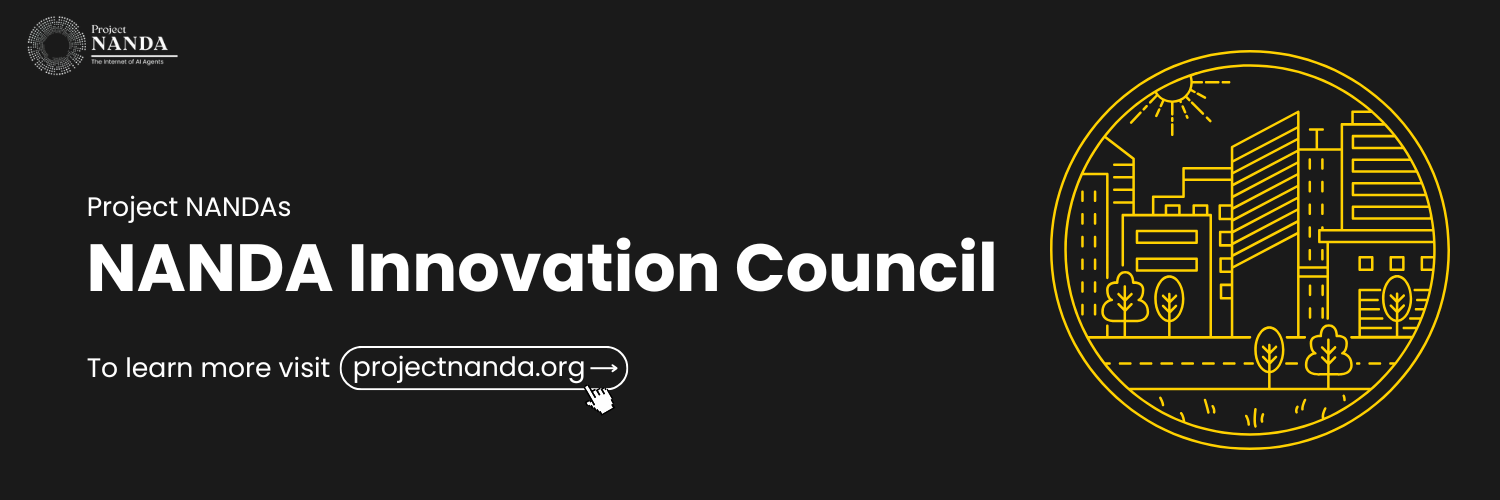 Project
NANDA
The Internet of AI Agents
Project NANDAs
NANDA Innovation Council
To learn more visit projectnanda.org→